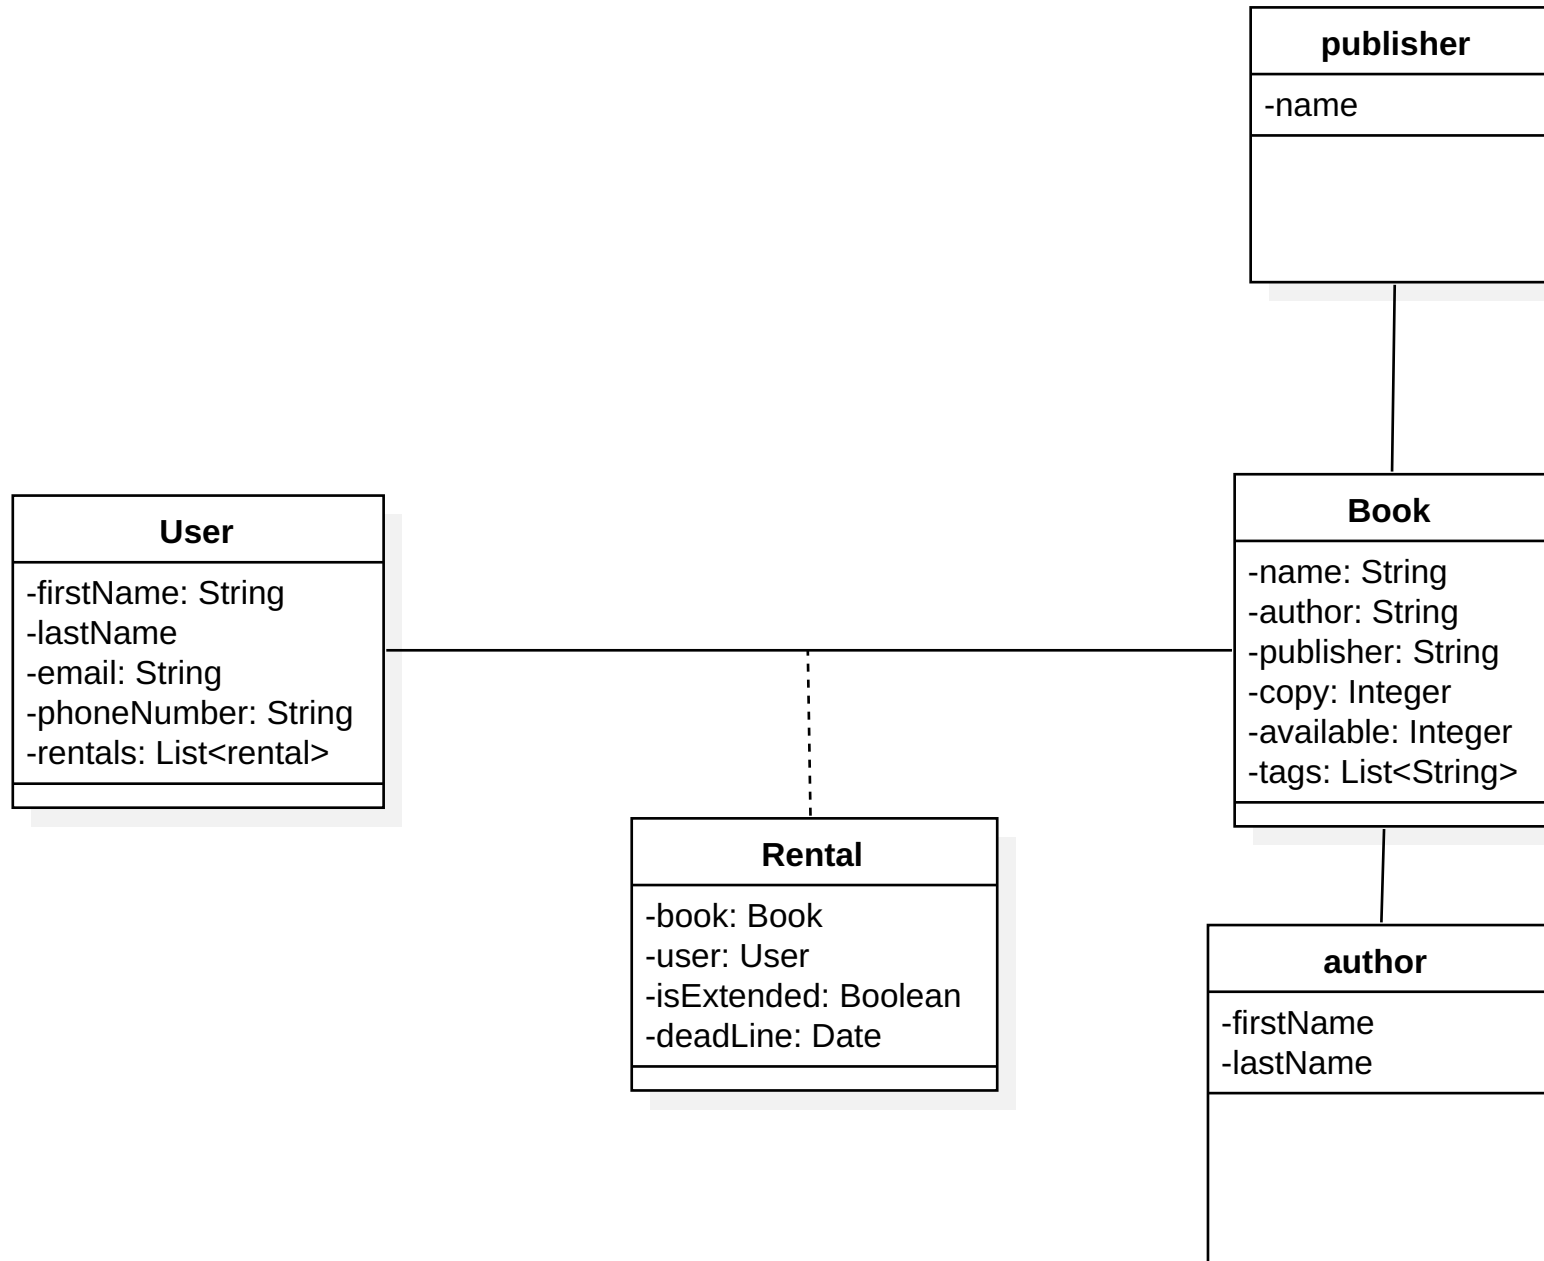 publisher
-name
User
-firstName: String
-lastName
-email: String
-phoneNumber: String
-rentals: List<rental>
Book
-name: String
-author: String
-publisher: String
-copy: Integer
-available: Integer
-tags: List<String>
Rental
-book: Book
-user: User
-isExtended: Boolean
-deadLine: Date
author
-firstName
-lastName